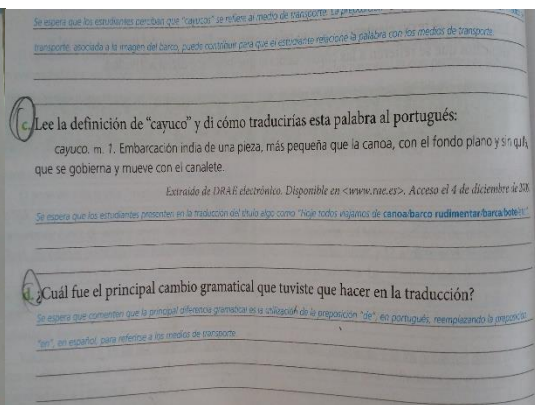 Se espera que los estudiantes perciban que "cayucos" se refiere al medio de transporte. La
transporte, asociada a la imagen del barco, puede contribuir para que el estudiante relacione la palabra con los medios de transporte.
c. Lee la definición de "cayuco" y di cómo traducirías esta palabra al portugués:
cayuco. m. 1. Embarcación india de una pieza, más pequeña que la canoa, con el fondo plano y sin
que se gobierna y mueve con el canalete.
Extraído de DRAE electrónico. Disponible en <www.rae.es>. Acceso el 4 de diciembre de
Se espera que los estudiantes presenten en la traducción del título algo como "Hoje todos viajamos de canoa/barco rudimentar/barca/bote
d. ¿Cuál fue el principal cambio gramatical que tuviste que hacer en la traducción?
Se espera que comenten que la principal diferencia gramatical es la utilización de la preposición "de", en portugués, reemplazando la preposición
"en", en español, para referirse a los medios de transporte.